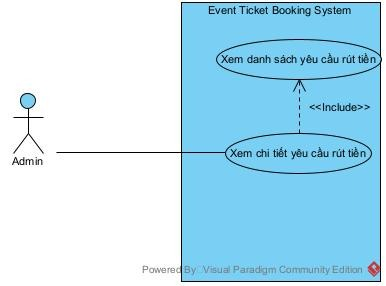 Event Ticket Booking System
Xem danh sách yêu cầu rút tiền
<<Include>>
Xem chi tiết yêu cầu rút tiền
Admin
Powered By Visual Paradigm Community Edition